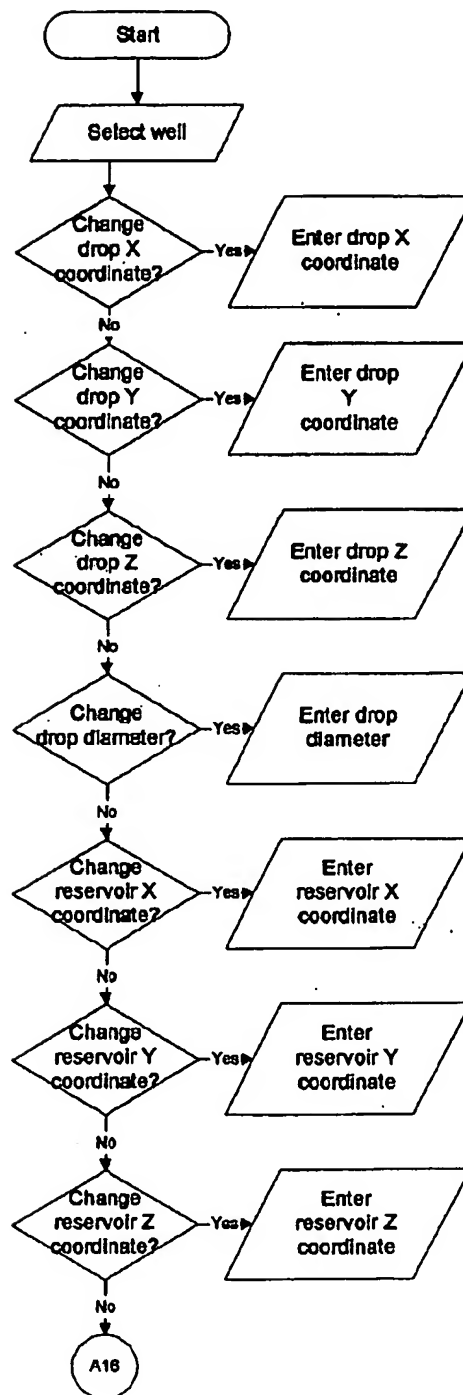 Start
Select well
Change
drop X
coordinate?
Yes
Enter drop X
coordinate
No
Change
drop Y
coordinate?
Yes
Enter drop
Y
coordinate
No
Change
drop Z
coordinate?
Yes
Enter drop Z
coordinate
No
Change
drop diameter?
Yes
Enter drop
diameter
No
Change
reservoir X
coordinate?
Yes
Enter
reservoir X
coordinate
No
Change
reservoir Y
coordinate?
Yes
Enter
reservoir Y
coordinate
No
Change
reservoir Z
coordinate?
Yes
Enter
reservoir Z
coordinate
No
A16